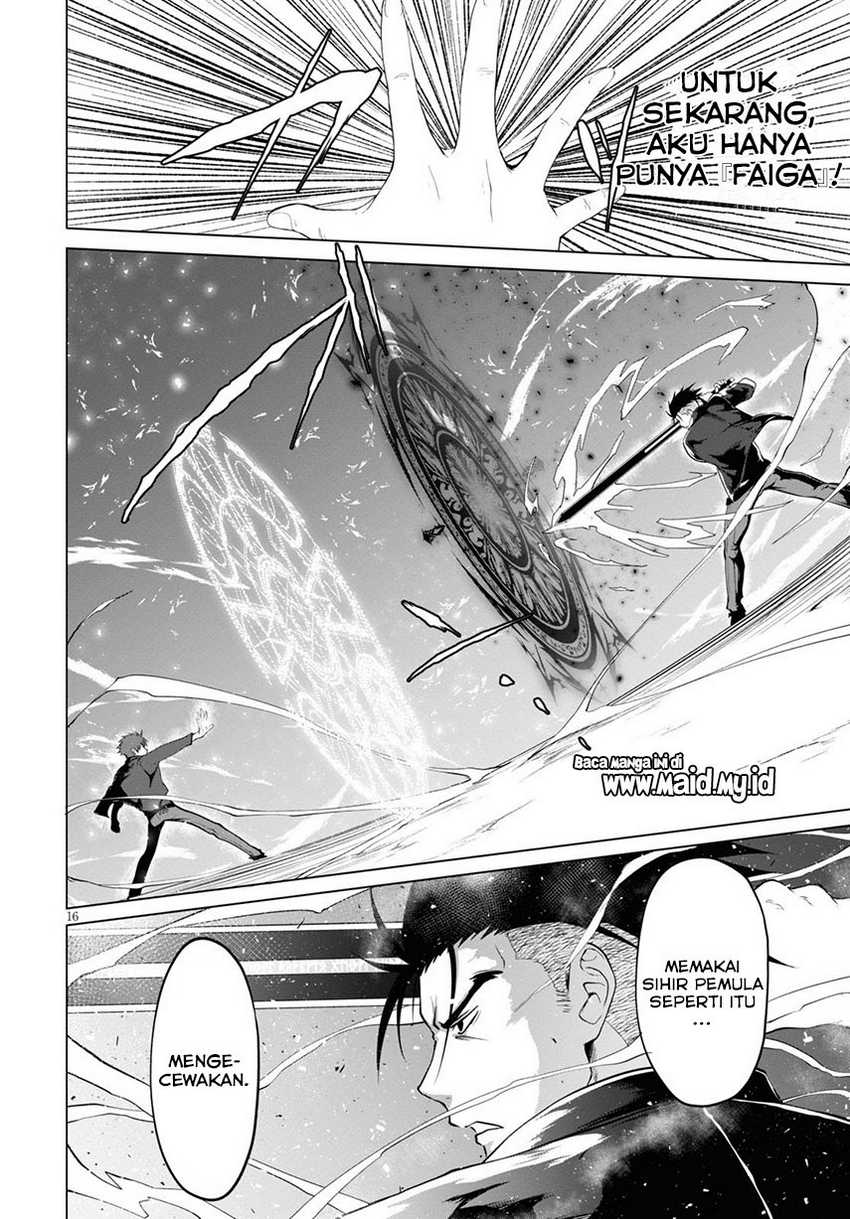 UNTUK
SEKARANG,
AKU HANYA
PUNYA『FAIGA』!
Baca Manga ini di
www.Maid.My.id
16
MEMAKAI
SIHIR PEMULA
SEPERTI ITU
...
MENGE-
CEWAKAN.